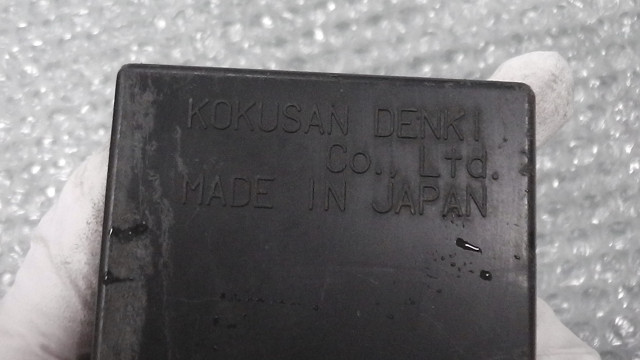 KOKUSAN DENKI
Co., Ltd.
MADE IN JAPAN